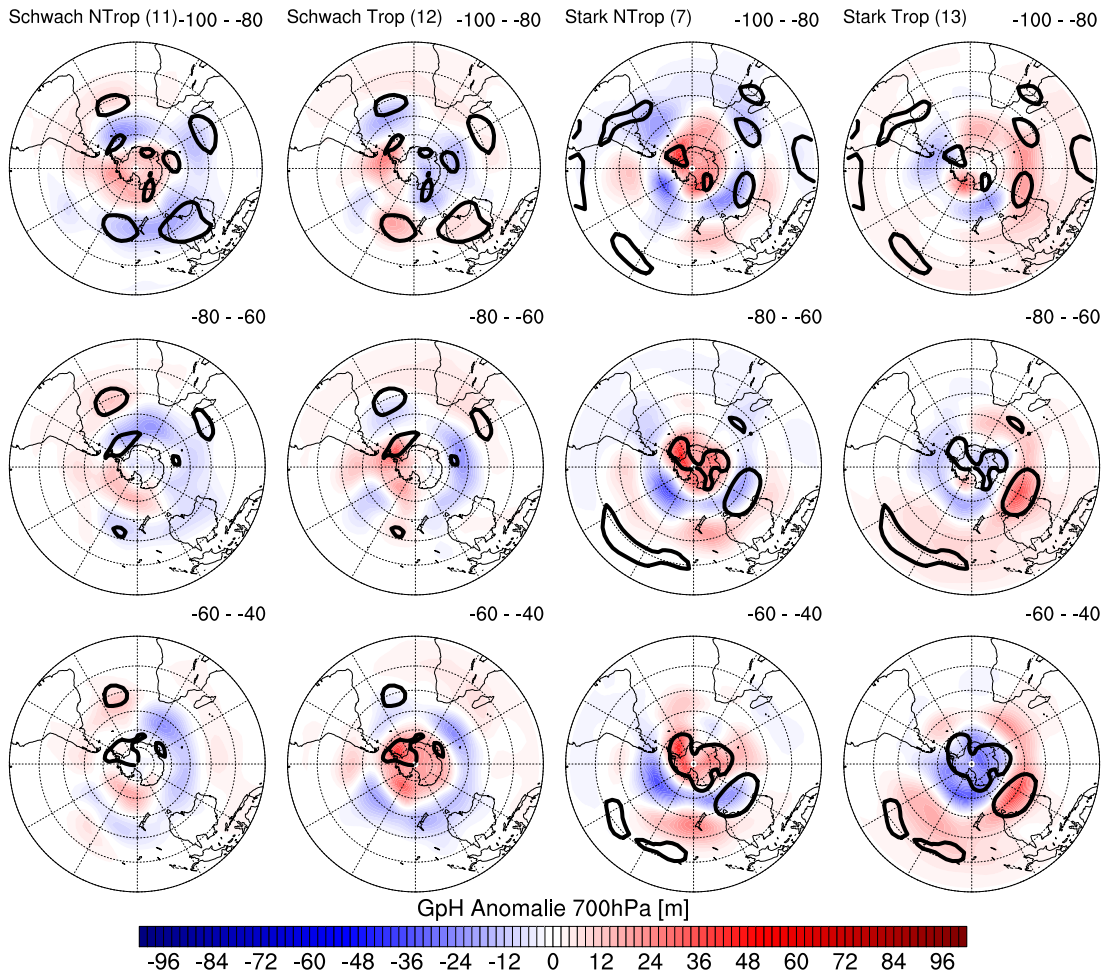 Schwach NTrop (11) -100 - -80
Schwach Trop (12) -100 - -80
Stark NTrop (7) -100 - -80
Stark Trop (13) -100 - -80
-80 - -60
-80 - -60
-80 - -60
-80 - -60
-60 - -40
-60 - -40
-60 - -40
-60 - -40
GpH Anomalie 700hPa [m]
-96 -84 -72 -60 -48 -36 -24 -12 0 12 24 36 48 60 72 84 96